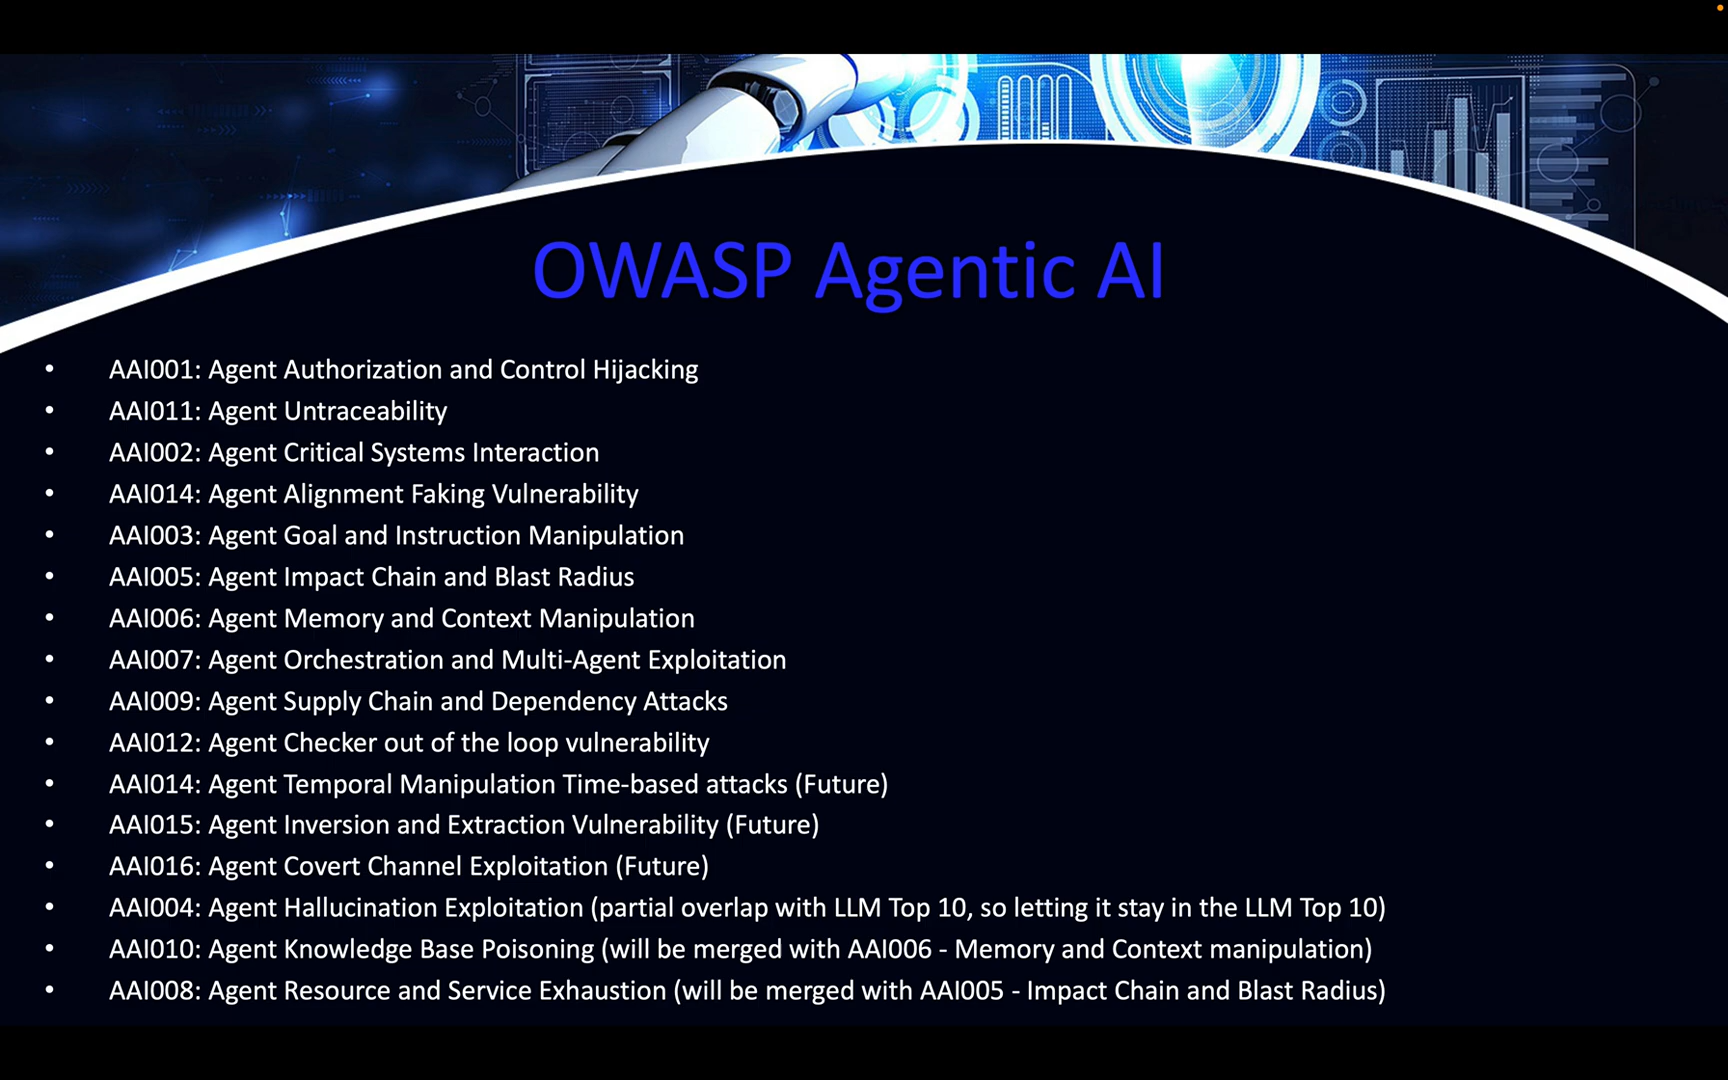 OWASP Agentic AI
• AAI001: Agent Authorization and Control Hijacking
• AAI011: Agent Untraceability
• AAI002: Agent Critical Systems Interaction
• AAI014: Agent Alignment Faking Vulnerability
• AAI003: Agent Goal and Instruction Manipulation
• AAI005: Agent Impact Chain and Blast Radius
• AAI006: Agent Memory and Context Manipulation
• AAI007: Agent Orchestration and Multi-Agent Exploitation
• AAI009: Agent Supply Chain and Dependency Attacks
• AAI012: Agent Checker out of the loop vulnerability
• AAI014: Agent Temporal Manipulation Time-based attacks (Future)
• AAI015: Agent Inversion and Extraction Vulnerability (Future)
• AAI016: Agent Covert Channel Exploitation (Future)
• AAI004: Agent Hallucination Exploitation (partial overlap with LLM Top 10, so letting it stay in the LLM Top 10)
• AAI010: Agent Knowledge Base Poisoning (will be merged with AAI006 - Memory and Context manipulation)
• AAI008: Agent Resource and Service Exhaustion (will be merged with AAI005 - Impact Chain and Blast Radius)